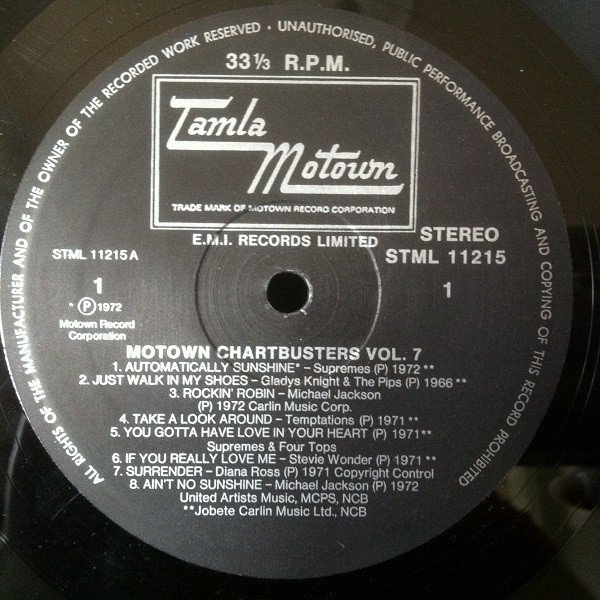 ALL RIGHTS OF THE MANUFACTURER AND OF THE OWNER OF THE RECORDED WORK RESERVED · UNAUTHORISED, PUBLIC PERFORMANCE BROADCASTING AND COPYING OF THIS RECORD PROHIBITED
33⅓ R.P.M.
Tamla
Motown
TRADE MARK OF MOTOWN RECORD CORPORATION
E.M.I. RECORDS LIMITED
STEREO
STML 11215A
STML 11215
1
1
* Ⓟ 1972
Motown Record
Corporation
MOTOWN CHARTBUSTERS VOL. 7
1. AUTOMATICALLY SUNSHINE* – Supremes (P) 1972 **
2. JUST WALK IN MY SHOES – Gladys Knight & The Pips (P) 1966 **
3. ROCKIN' ROBIN – Michael Jackson
(P) 1972 Carlin Music Corp.
4. TAKE A LOOK AROUND – Temptations (P) 1971 **
5. YOU GOTTA HAVE LOVE IN YOUR HEART (P) 1971**
Supremes & Four Tops
6. IF YOU REALLY LOVE ME – Stevie Wonder (P) 1971 **
7. SURRENDER – Diana Ross (P) 1971 Copyright Control
8. AIN'T NO SUNSHINE – Michael Jackson (P) 1972
United Artists Music, MCPS, NCB
**Jobete Carlin Music Ltd., NCB